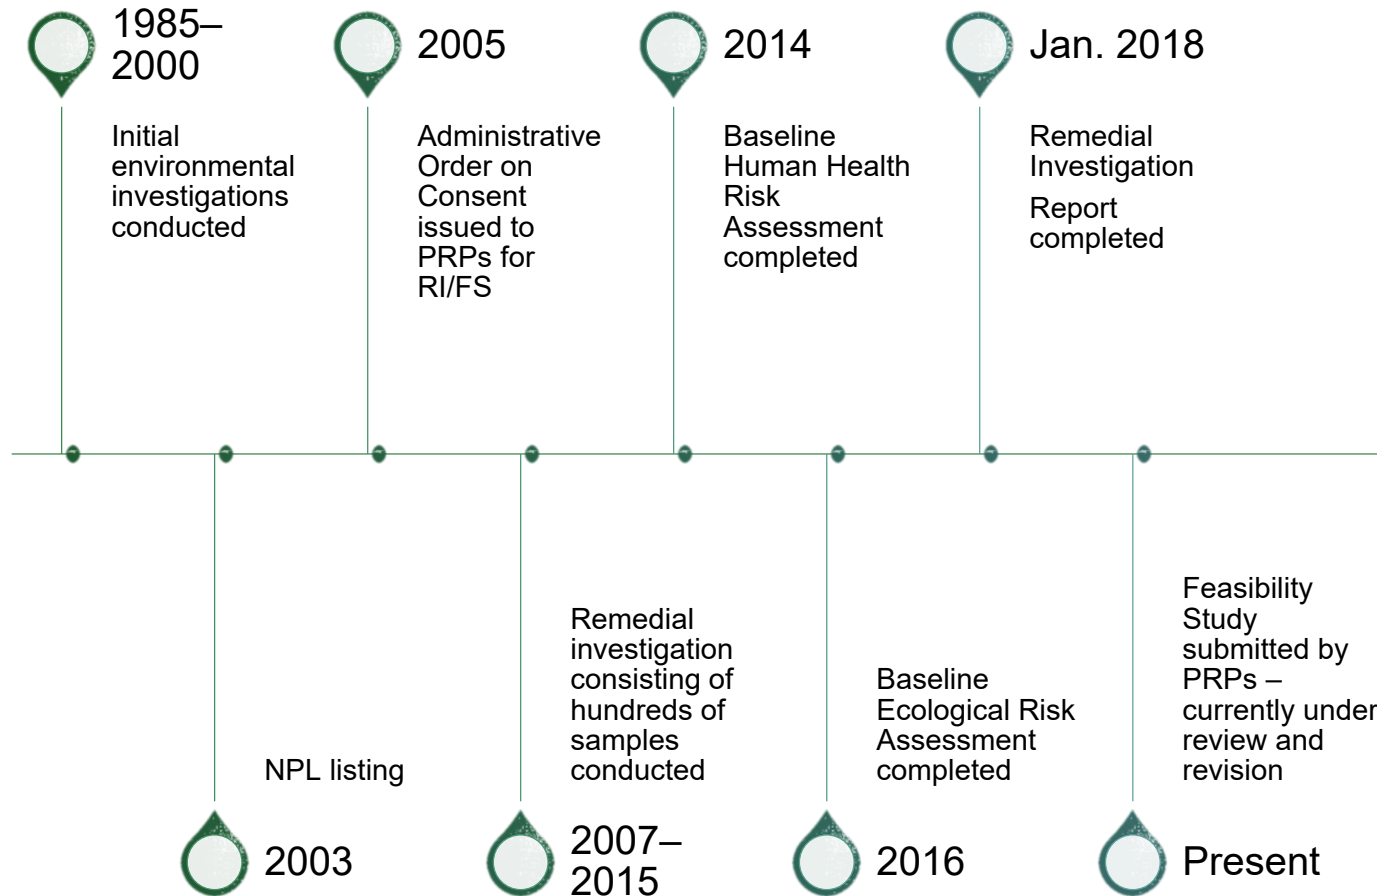 1985–
2000
Initial
environmental
investigations
conducted
2005
Administrative
Order on
Consent
issued to
PRPs for
RI/FS
2014
Baseline
Human Health
Risk
Assessment
completed
Jan. 2018
Remedial
Investigation
Report
completed
NPL listing
2003
Remedial
investigation
consisting of
hundreds of
samples
conducted
2007–
2015
Baseline
Ecological Risk
Assessment
completed
2016
Feasibility
Study
submitted by
PRPs –
currently under
review and
revision
Present